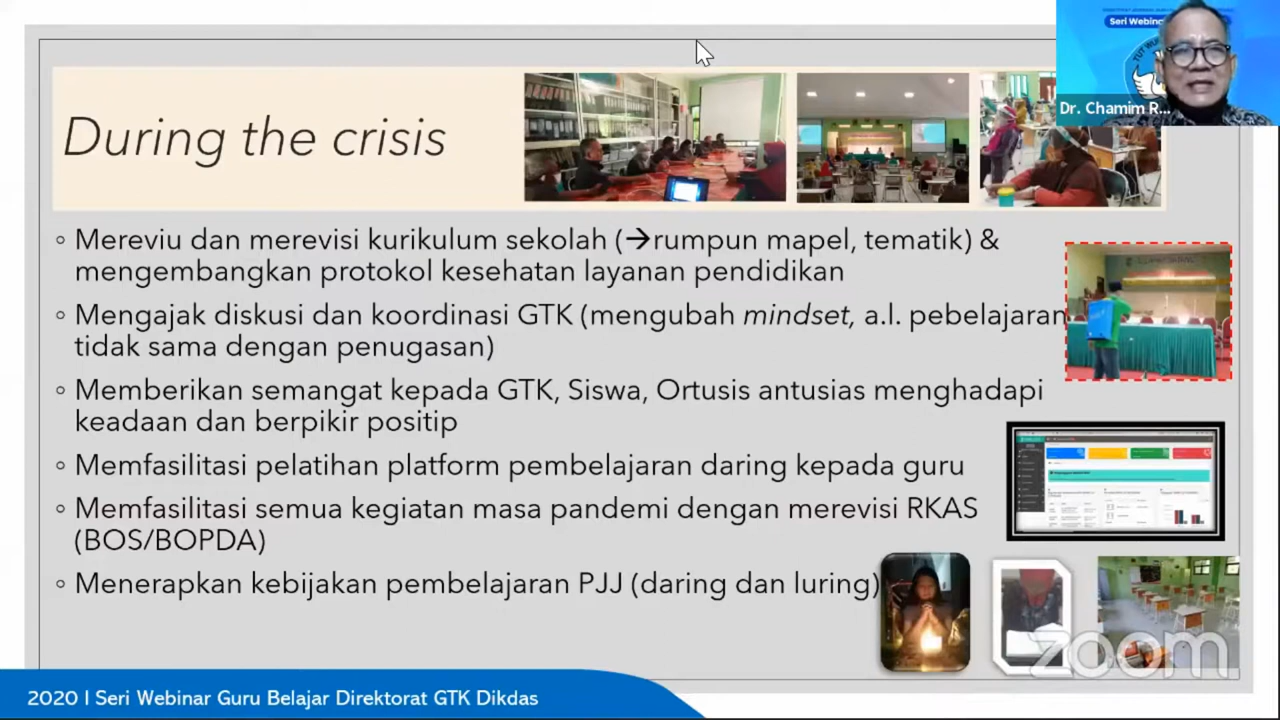 Seri Webina
TUT WU
Dr. Chamim R...
During the crisis
◦ Mereviu dan merevisi kurikulum sekolah (→rumpun mapel, tematik) &
mengembangkan protokol kesehatan layanan pendidikan
◦ Mengajak diskusi dan koordinasi GTK (mengubah mindset, a.l. pebelajaran
tidak sama dengan penugasan)
◦ Memberikan semangat kepada GTK, Siswa, Ortusis antusias menghadapi
keadaan dan berpikir positip
◦ Memfasilitasi pelatihan platform pembelajaran daring kepada guru
◦ Memfasilitasi semua kegiatan masa pandemi dengan merevisi RKAS
(BOS/BOPDA)
◦ Menerapkan kebijakan pembelajaran PJJ (daring dan luring)
zoom
2020 I Seri Webinar Guru Belajar Direktorat GTK Dikdas